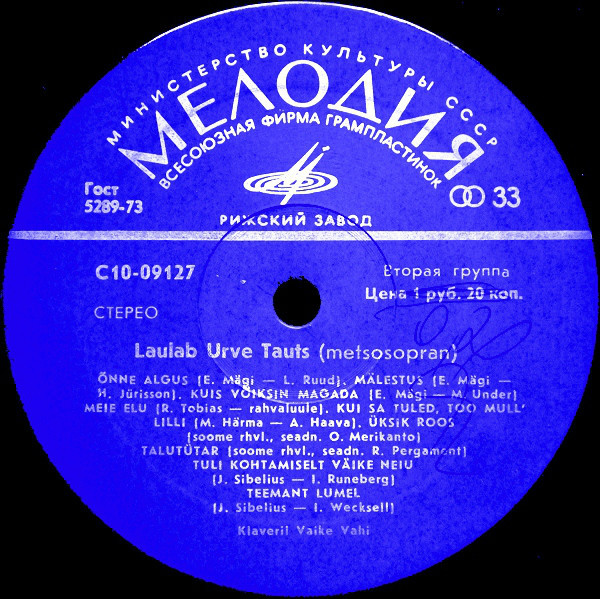 МИНИСТЕРСТВО КУЛЬТУРЫ СССР
МЕЛОДИЯ
ВСЕСОЮЗНАЯ ФИРМА ГРАМПЛАСТИНОК
Гост
5289-73
33
РИЖСКИЙ ЗАВОД
С10-09127
Вторая группа
Цена 1 руб. 20 коп.
СТЕРЕО
Laulab Urve Tauts (metsosopran)
ÕNNE ALGUS (E. Mägi — L. Ruud). MÄLESTUS (E. Mägi —
H. Jürisson). KUIS VÕIKSIN MAGADA (E. Mägi — M. Under)
MEIE ELU (R. Tobias — rahvaluule). KUI SA TULED, TOO MULL'
LILLI (M. Härma — A. Haava). ÜKSIK ROOS
(soome rhvl., seadn. O. Merikanto)
TALUTÜTAR (soome rhvl., seadn. R. Pergament)
TULI KOHTAMISELT VÄIKE NEIU
(J. Sibelius — I. Runeberg)
TEEMANT LUMEL
(J. Sibelius — I. Wecksell)
Klaveril Vaike Vahi